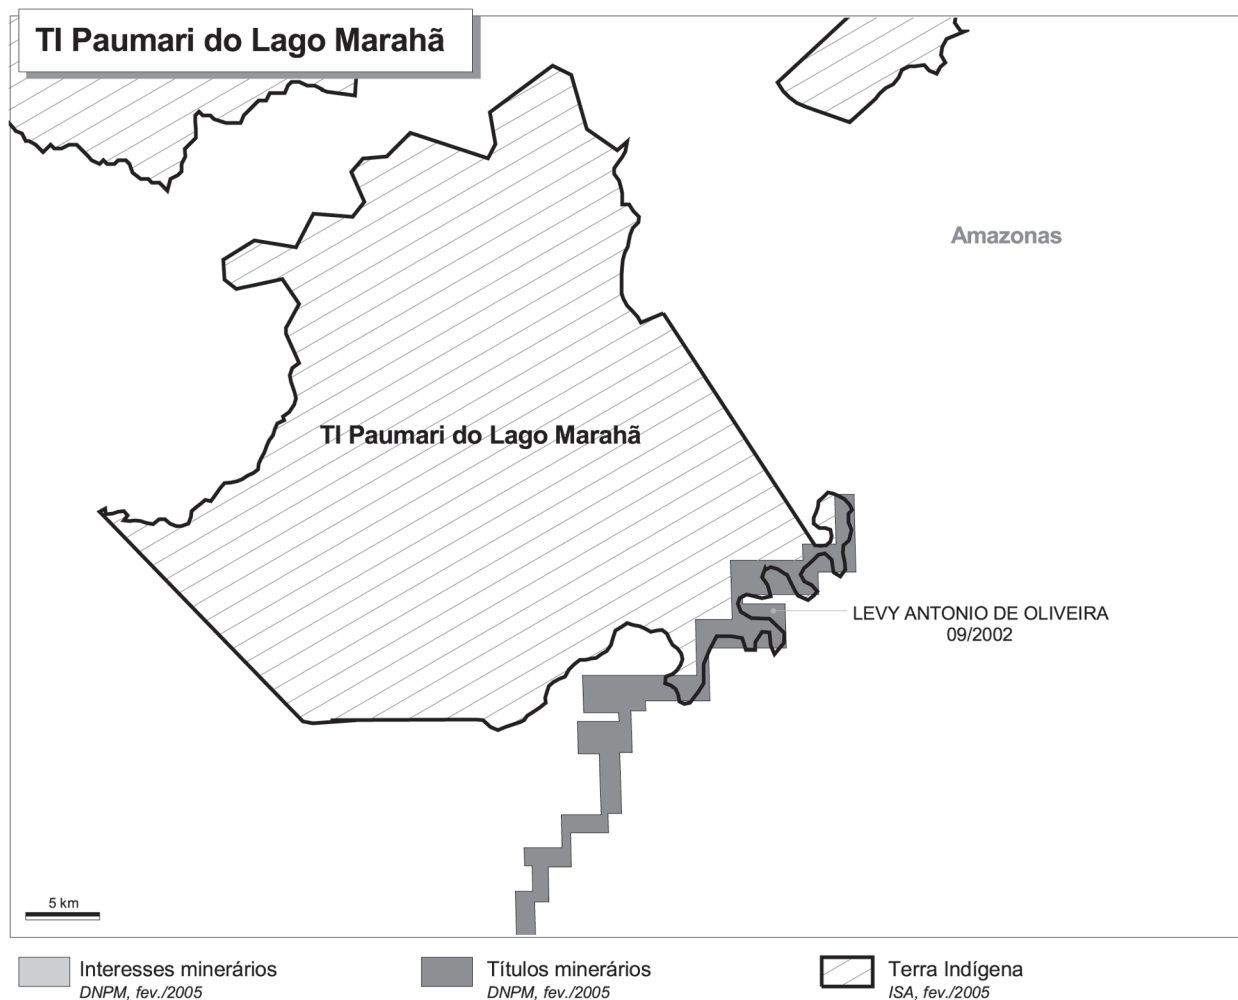 TI Paumari do Lago Marahã
Amazonas
TI Paumari do Lago Marahã
LEVY ANTONIO DE OLIVEIRA
09/2002
5 km
Interesses minerários
DNPM, fev./2005
Títulos minerários
DNPM, fev./2005
Terra Indígena
ISA, fev./2005